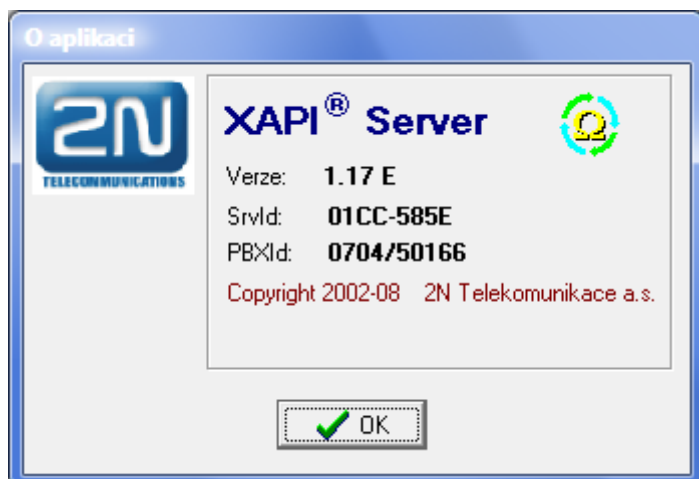 O aplikaci
2N
TELECOMMUNICATIONS
XAPI® Server
Ω
Verze: 1.17 E
SrvId: 01CC-585E
PBXId: 0704/50166
Copyright 2002-08 2N Telekomunikace a.s.
OK